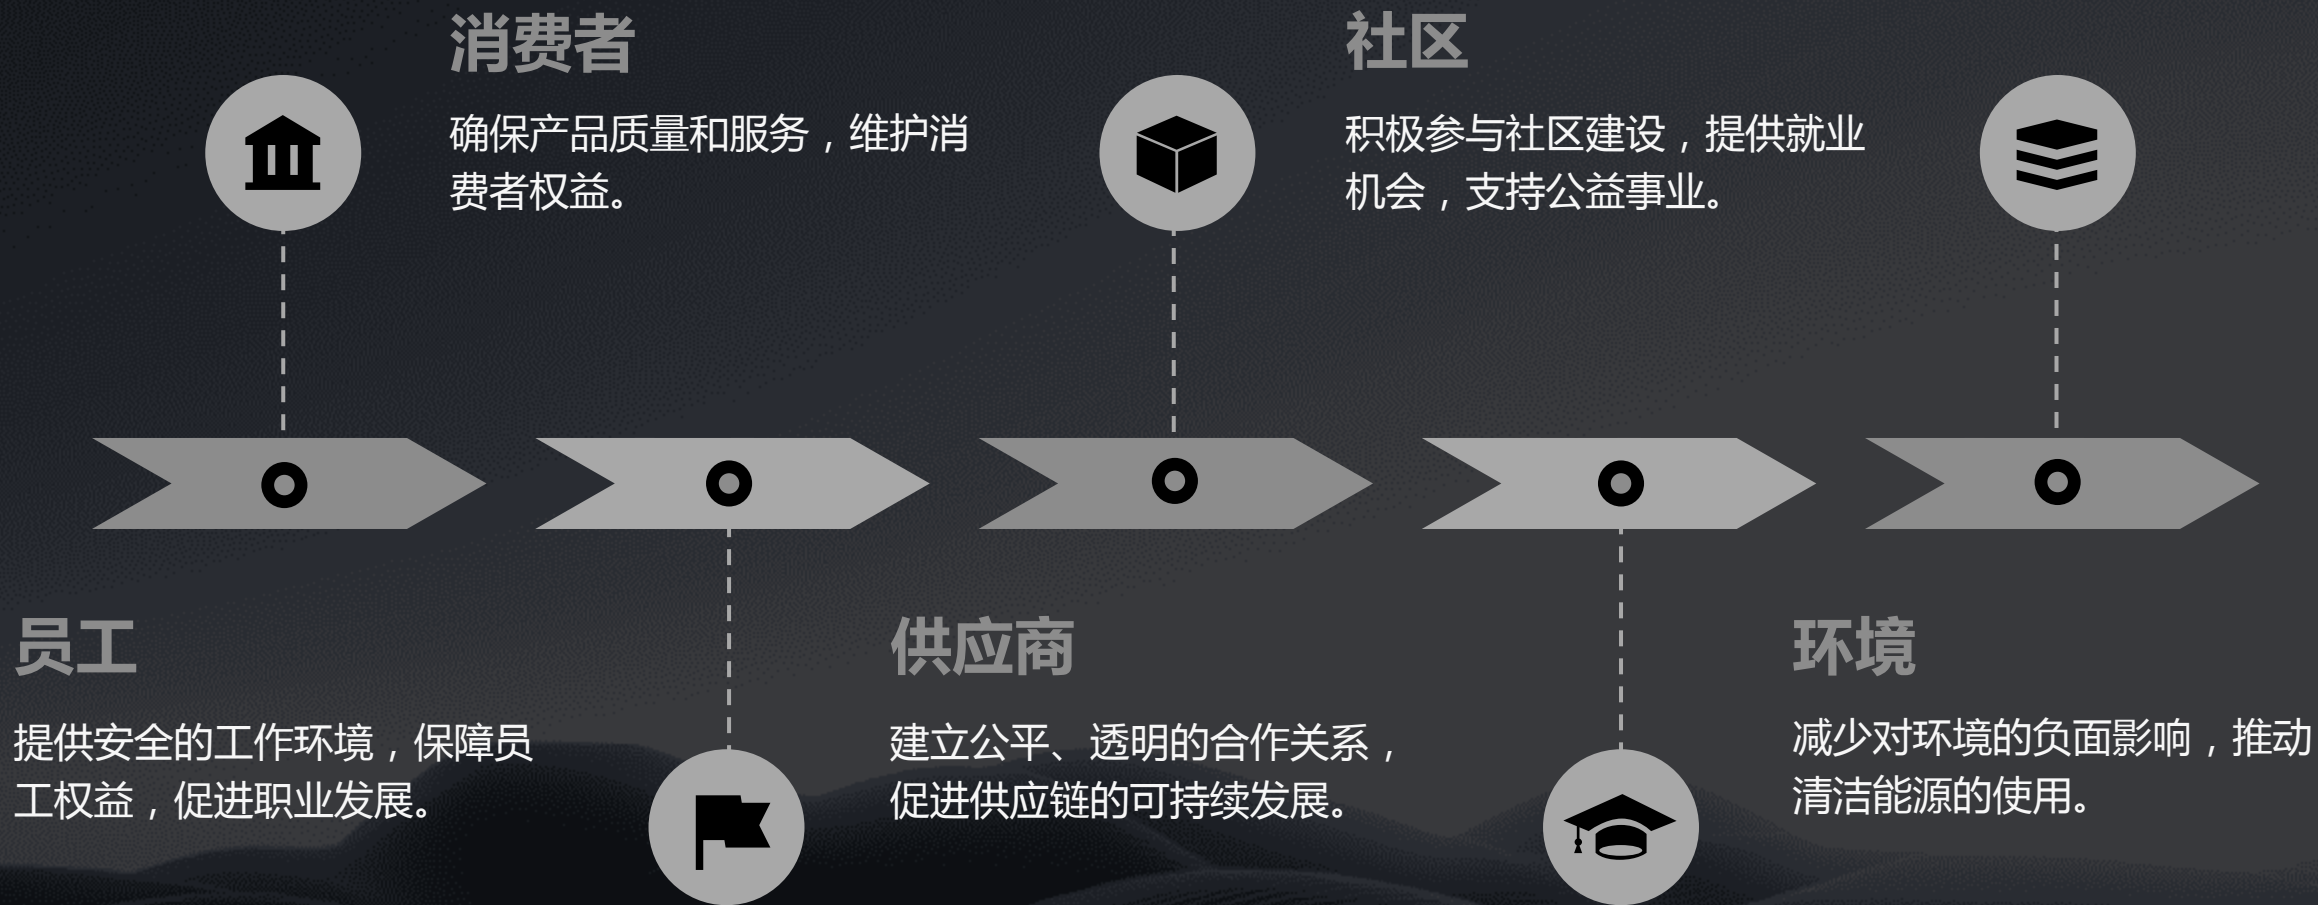 消费者
确保产品质量和服务，维护消
费者权益。
社区
积极参与社区建设，提供就业
机会，支持公益事业。
员工
提供安全的工作环境，保障员
工权益，促进职业发展。
供应商
建立公平、透明的合作关系，
促进供应链的可持续发展。
环境
减少对环境的负面影响，推动
清洁能源的使用。